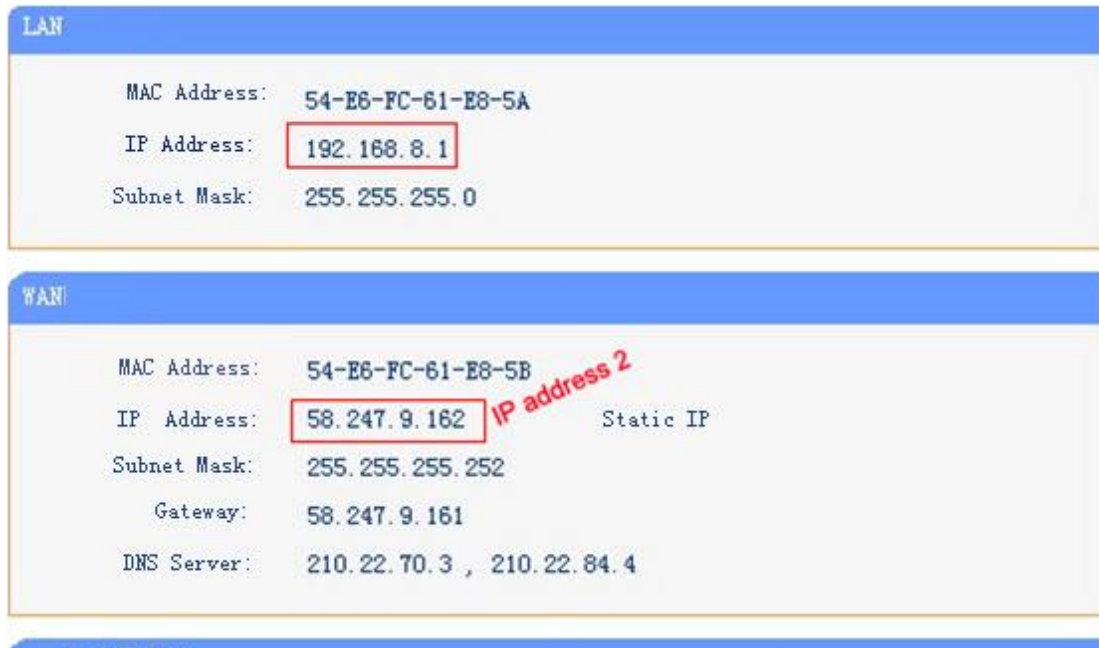 LAN
MAC Address: 54-E6-FC-61-E8-5A
IP Address: 192.168.8.1
Subnet Mask: 255.255.255.0
WAN
MAC Address: 54-E6-FC-61-E8-5B
IP address 2
IP Address: 58.247.9.162 Static IP
Subnet Mask: 255.255.255.252
Gateway: 58.247.9.161
DNS Server: 210.22.70.3 , 210.22.84.4